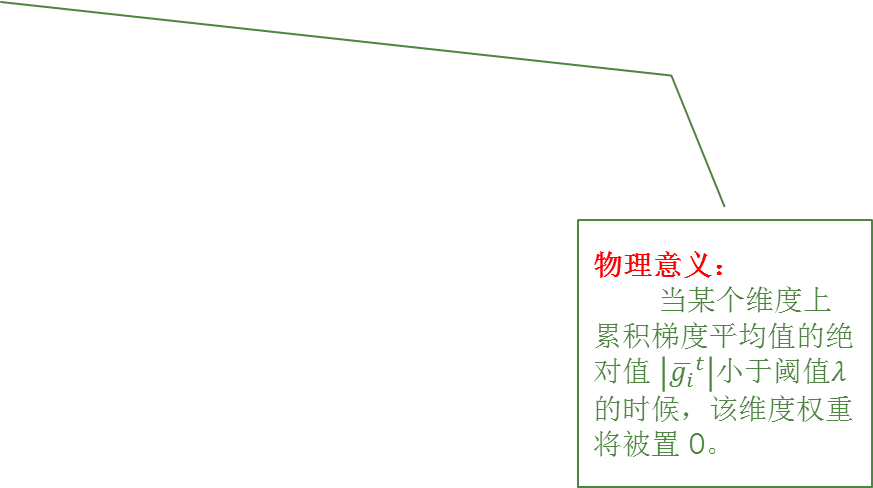 物理意义：
当某个维度上
累积梯度平均值的绝
对值 |ḡᵢᵗ|小于阈值λ
的时候，该维度权重
将被置 0。